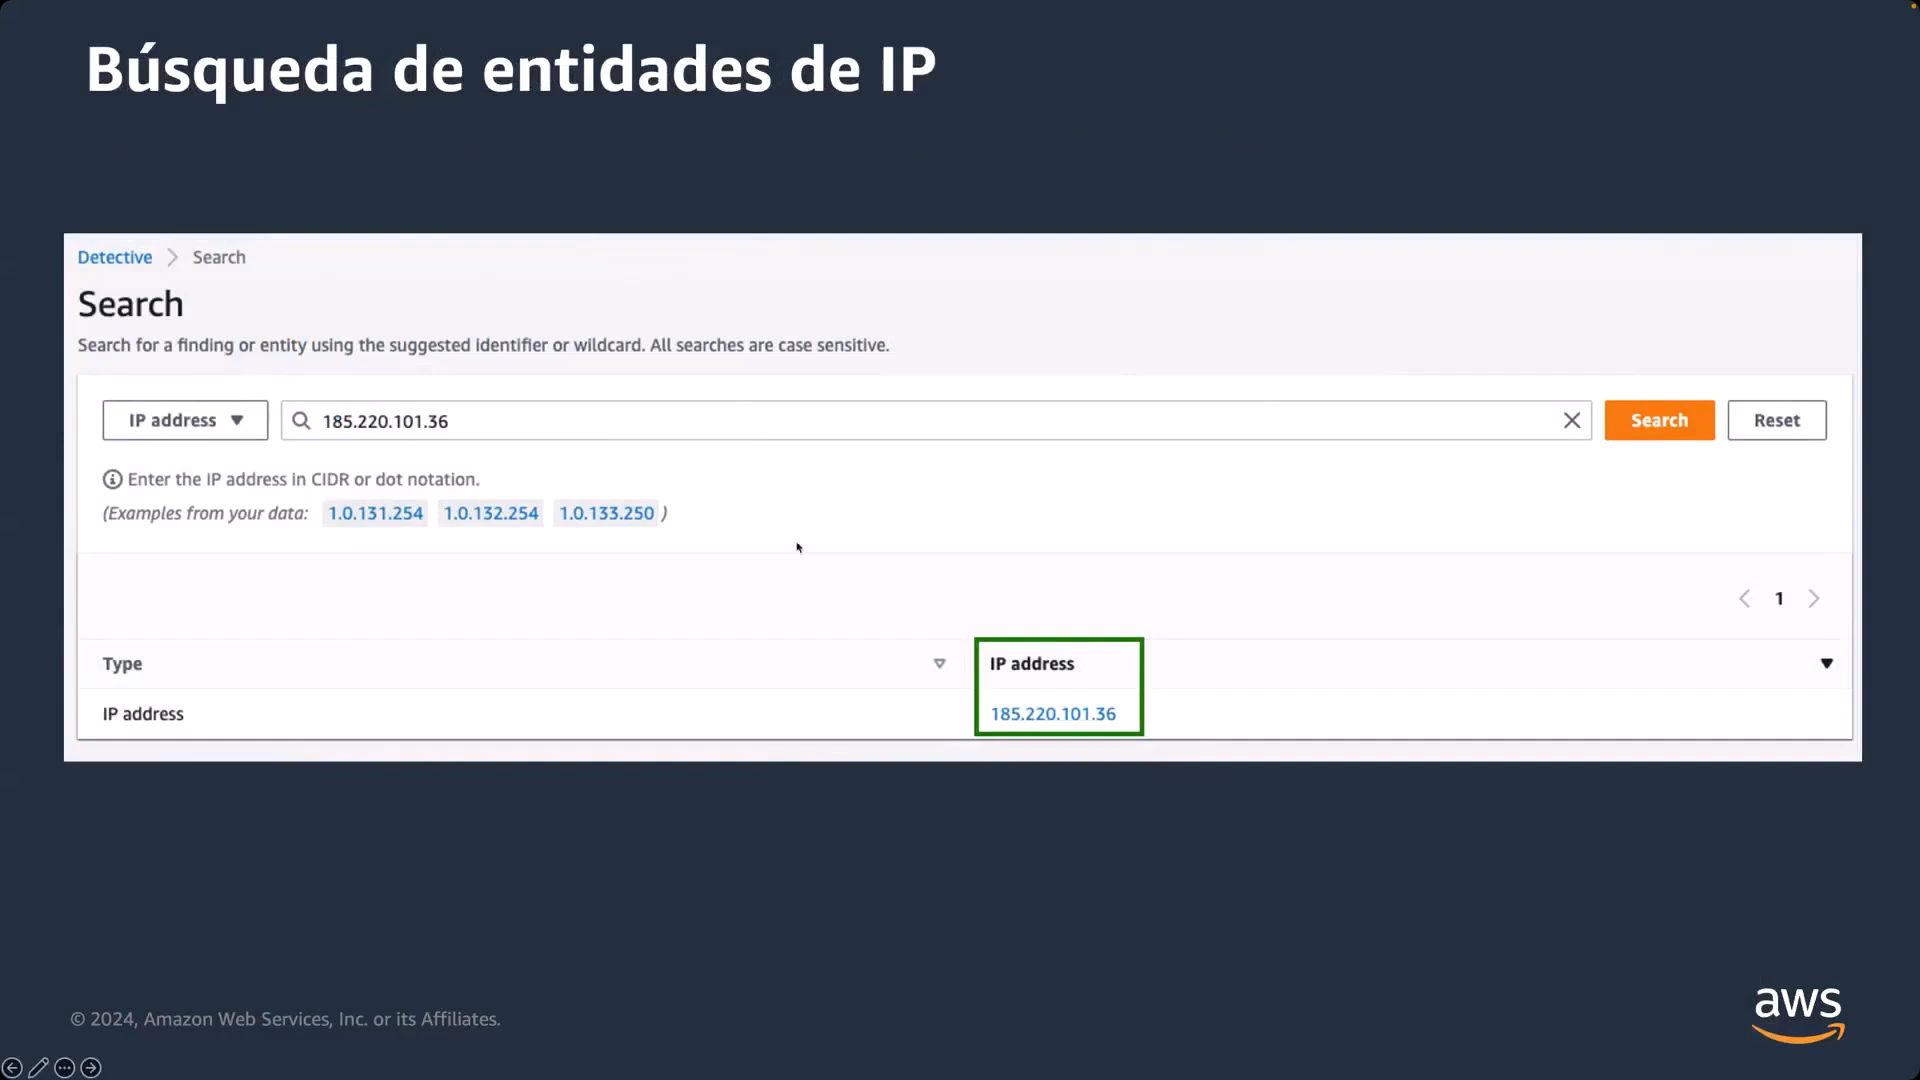 Búsqueda de entidades de IP
Detective > Search
Search
Search for a finding or entity using the suggested identifier or wildcard. All searches are case sensitive.
IP address ▼ 185.220.101.36 Search Reset
Enter the IP address in CIDR or dot notation.
(Examples from your data: 1.0.131.254 1.0.132.254 1.0.133.250 )
1
Type IP address
IP address 185.220.101.36
© 2024, Amazon Web Services, Inc. or its Affiliates.
aws